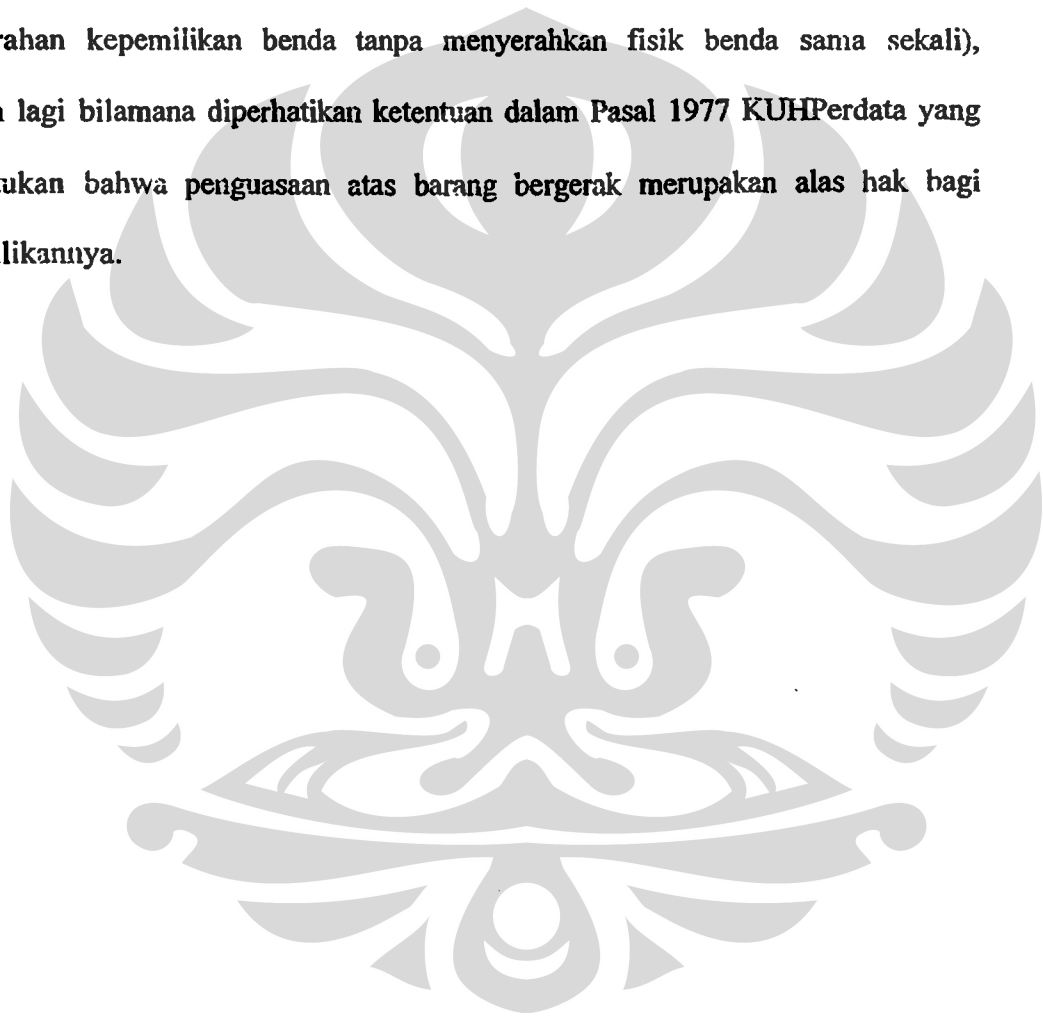 rahan kepemilikan benda tanpa menyerahkan fisik benda sama sekali),
lagi bilamana diperhatikan ketentuan dalam Pasal 1977 KUHPerdata yang
tukan bahwa penguasaan atas barang bergerak merupakan alas hak bagi
likannya.